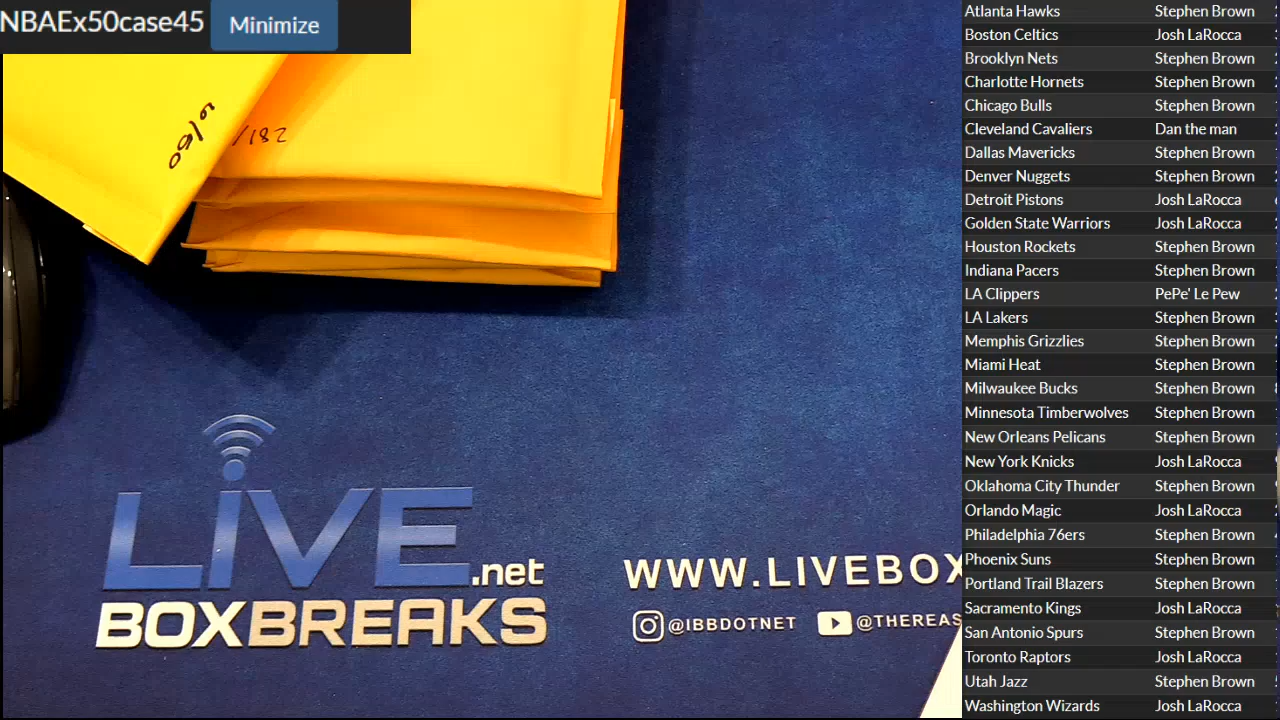 NBAEx50case45 Minimize
6/50
/182
LiVE.net
BOXBREAKS
WWW.LIVEBOX
@IBBDOTNET @THEREAS
Atlanta Hawks Stephen Brown
Boston Celtics Josh LaRocca
Brooklyn Nets Stephen Brown
Charlotte Hornets Stephen Brown
Chicago Bulls Stephen Brown
Cleveland Cavaliers Dan the man
Dallas Mavericks Stephen Brown
Denver Nuggets Stephen Brown
Detroit Pistons Josh LaRocca
Golden State Warriors Josh LaRocca
Houston Rockets Stephen Brown
Indiana Pacers Stephen Brown
LA Clippers PePe' Le Pew
LA Lakers Stephen Brown
Memphis Grizzlies Stephen Brown
Miami Heat Stephen Brown
Milwaukee Bucks Stephen Brown
Minnesota Timberwolves Stephen Brown
New Orleans Pelicans Stephen Brown
New York Knicks Josh LaRocca
Oklahoma City Thunder Stephen Brown
Orlando Magic Josh LaRocca
Philadelphia 76ers Stephen Brown
Phoenix Suns Stephen Brown
Portland Trail Blazers Stephen Brown
Sacramento Kings Josh LaRocca
San Antonio Spurs Stephen Brown
Toronto Raptors Josh LaRocca
Utah Jazz Stephen Brown
Washington Wizards Josh LaRocca